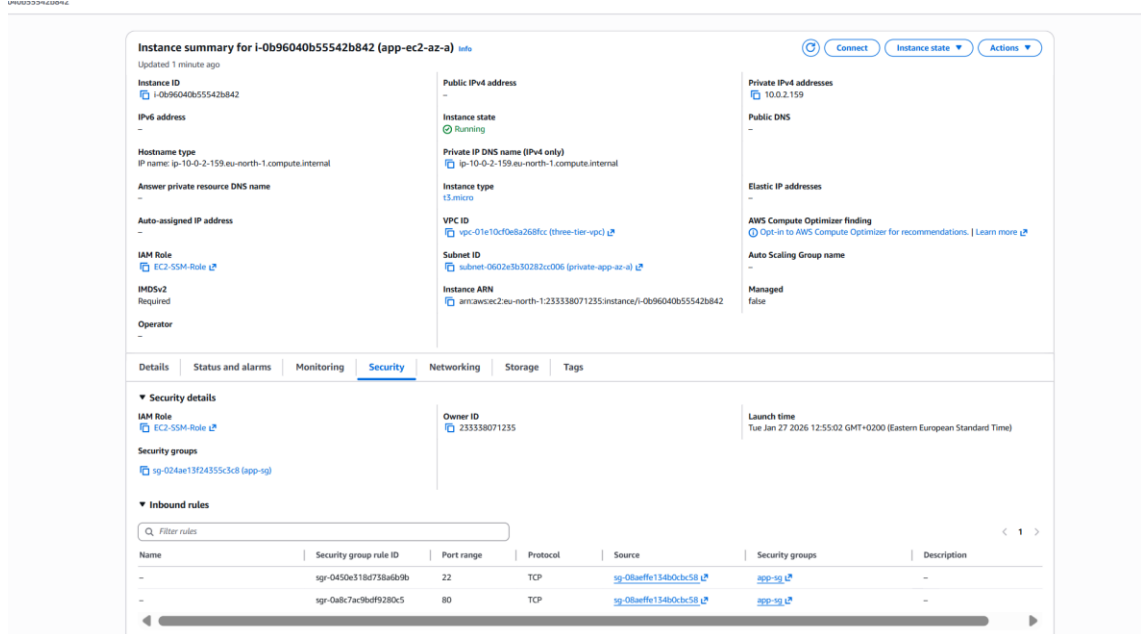 Instance summary for i-0b96040b55542b842 (app-ec2-az-a) Info
Connect Instance state Actions
Updated 1 minute ago
Instance ID Public IPv4 address Private IPv4 addresses
i-0b96040b55542b842 – 10.0.2.159
IPv6 address Instance state Public DNS
– Running –
Hostname type Private IP DNS name (IPv4 only)
IP name: ip-10-0-2-159.eu-north-1.compute.internal ip-10-0-2-159.eu-north-1.compute.internal
Answer private resource DNS name Instance type Elastic IP addresses
– t3.micro –
Auto-assigned IP address VPC ID AWS Compute Optimizer finding
– vpc-01e10cf0e8a268fcc (three-tier-vpc) Opt-in to AWS Compute Optimizer for recommendations. | Learn more
IAM Role Subnet ID Auto Scaling Group name
EC2-SSM-Role subnet-0602e3b30282cc006 (private-app-az-a) –
IMDSv2 Instance ARN Managed
Required arn:aws:ec2:eu-north-1:233338071235:instance/i-0b96040b55542b842 false
Operator
–
Details Status and alarms Monitoring Security Networking Storage Tags
Security details
IAM Role Owner ID Launch time
EC2-SSM-Role 233338071235 Tue Jan 27 2026 12:55:02 GMT+0200 (Eastern European Standard Time)
Security groups
sg-024ae13f24355c3c8 (app-sg)
Inbound rules
Filter rules
1
Name Security group rule ID Port range Protocol Source Security groups Description
– sgr-0450e318d738a6b9b 22 TCP sg-08aeffe134b0cbc58 app-sg –
– sgr-0a8c7ac9bdf9280c5 80 TCP sg-08aeffe134b0cbc58 app-sg –